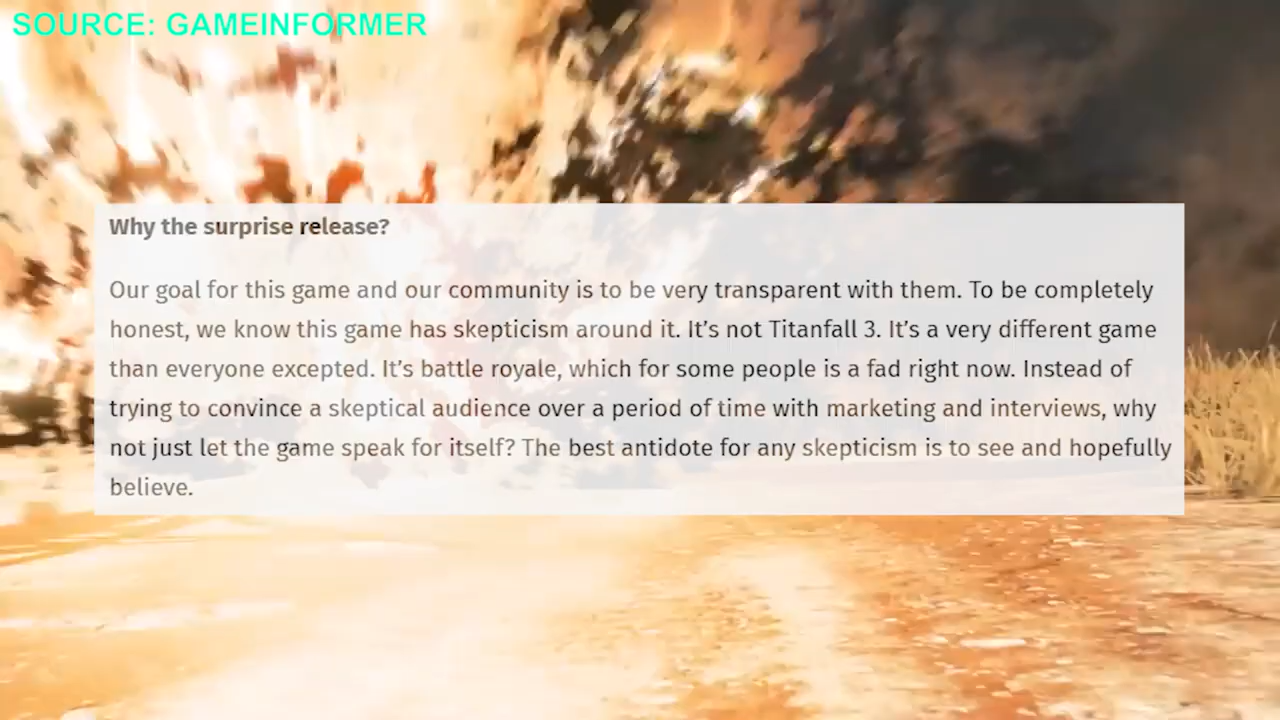 SOURCE: GAMEINFORMER
Why the surprise release?
Our goal for this game and our community is to be very transparent with them. To be completely
honest, we know this game has skepticism around it. It’s not Titanfall 3. It’s a very different game
than everyone excepted. It’s battle royale, which for some people is a fad right now. Instead of
trying to convince a skeptical audience over a period of time with marketing and interviews, why
not just let the game speak for itself? The best antidote for any skepticism is to see and hopefully
believe.